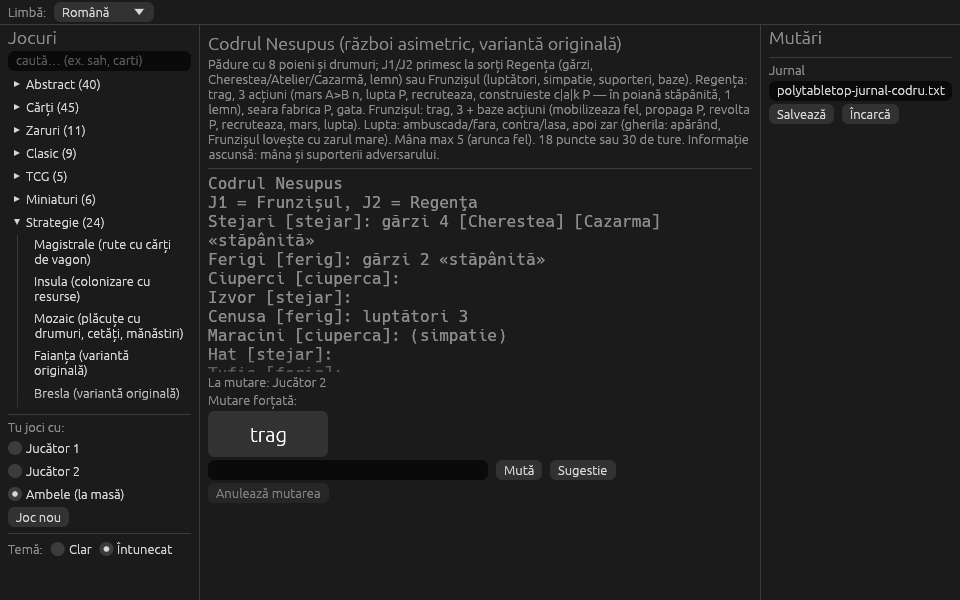 Limbă:
Română
Jocuri
caută... (ex. sah, carti)
Abstract (40)
Cărți (45)
Zaruri (11)
Clasic (9)
TCG (5)
Miniaturi (6)
Strategie (24)
Magistrale (rute cu cărți
de vagon)
Insula (colonizare cu
resurse)
Mozaic (plăcuțe cu
drumuri, cetăți, mănăstiri)
Faianța (variantă
originală)
Bresla (variantă originală)
Tu joci cu:
Jucător 1
Jucător 2
Ambele (la masă)
Joc nou
Temă:
Clar
Întunecat
Codrul Nesupus (război asimetric, variantă originală)
Pădure cu 8 poieni și drumuri; J1/J2 primesc la sorți Regența (gărzi,
Cherestea/Atelier/Cazarmă, lemn) sau Frunzișul (luptători, simpatie, suporteri, baze). Regența:
trag, 3 acțiuni (mars A>B n, lupta P, recruteaza, construieste c|a|k P — în poiană stăpânită, 1
lemn), seara fabrica P, gata. Frunzișul: trag, 3 + baze acțiuni (mobilizeaza fel, propaga P, revolta
P, recruteaza, mars, lupta). Lupta: ambuscada/fara, contra/lasa, apoi zar (gherila: apărând,
Frunzișul lovește cu zarul mare). Mâna max 5 (arunca fel). 18 puncte sau 30 de ture. Informație
ascunsă: mâna și suporterii adversarului.
Codrul Nesupus
J1 = Frunzișul, J2 = Regența
Stejari [stejar]: gărzi 4 [Cherestea] [Cazarma]
«stăpânită»
Ferigi [ferig]: gărzi 2 «stăpânită»
Ciuperci [ciuperca]:
Izvor [stejar]:
Cenusa [ferig]: luptători 3
Maracini [ciuperca]: (simpatie)
Hat [stejar]:
La mutare: Jucător 2
Mutare forțată:
trag
Mută
Sugestie
Anulează mutarea
Mutări
Jurnal
polytabletop-jurnal-codru.txt
Salvează
Încarcă